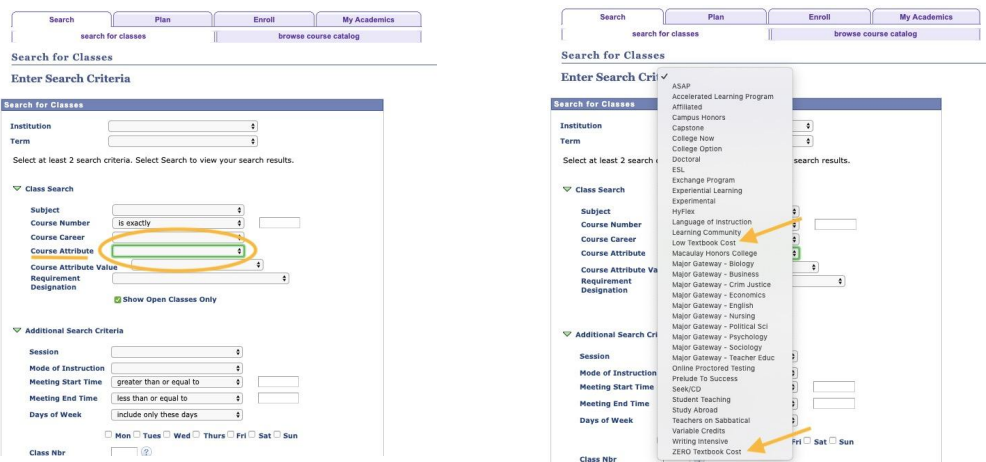 Search Plan Enroll My Academics
search for classes browse course catalog
Search for Classes
Enter Search Criteria
Search for Classes
Institution
Term
Select at least 2 search criteria. Select Search to view your search results.
Class Search
Subject
Course Number is exactly
Course Career
Course Attribute
Course Attribute Value
Requirement
Designation
Show Open Classes Only
Additional Search Criteria
Session
Mode of Instruction
Meeting Start Time greater than or equal to
Meeting End Time less than or equal to
Days of Week include only these days
Mon Tues Wed Thurs Fri Sat Sun
Class Nbr
Search Plan Enroll My Academics
search for classes browse course catalog
Search for Classes
Enter Search Crit
Search for Classes
Institution
Term
Select at least 2 search search results.
Class Search
Subject
Course Number
Course Career
Course Attribute
Course Attribute Va
Requirement
Designation
Additional Search Cri
Session
Mode of Instruction
Meeting Start Time
Meeting End Time
Days of Week
Fri Sat Sun
Class Nbr
ASAP
Accelerated Learning Program
Affiliated
Campus Honors
Capstone
College Now
College Option
Doctoral
ESL
Exchange Program
Experiential Learning
Experimental
HyFlex
Language of Instruction
Learning Community
Low Textbook Cost
Macaulay Honors College
Major Gateway - Biology
Major Gateway - Business
Major Gateway - Crim Justice
Major Gateway - Economics
Major Gateway - English
Major Gateway - Nursing
Major Gateway - Political Sci
Major Gateway - Psychology
Major Gateway - Sociology
Major Gateway - Teacher Educ
Online Proctored Testing
Prelude To Success
Seek/CD
Student Teaching
Study Abroad
Teachers on Sabbatical
Variable Credits
Writing Intensive
ZERO Textbook Cost